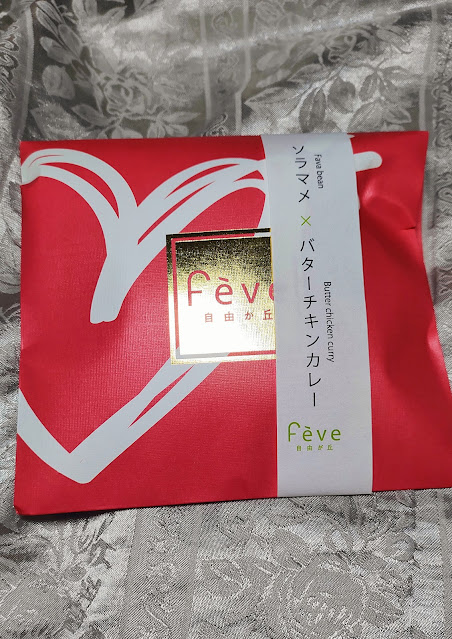 fève
自由が丘
Fava bean
ソラマメ × バターチキンカレー
Butter chicken curry
fève
自由が丘